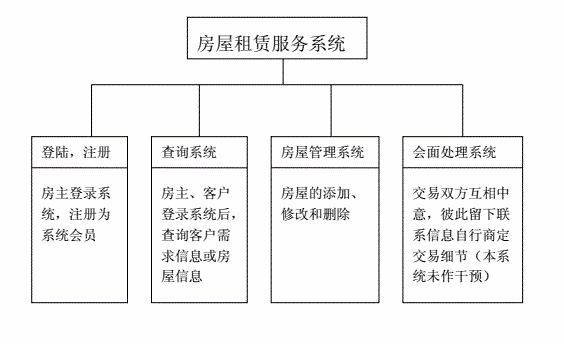 房屋租赁服务系统
登陆，注册
房主登录系
统，注册为
系统会员
查询系统
房主、客户
登录系统后，
查询客户需
求信息或房
屋信息
房屋管理系统
房屋的添加、
修改和删除
会面处理系统
交易双方互相中
意，彼此留下联
系信息自行商定
交易细节（本系
统未作干预）